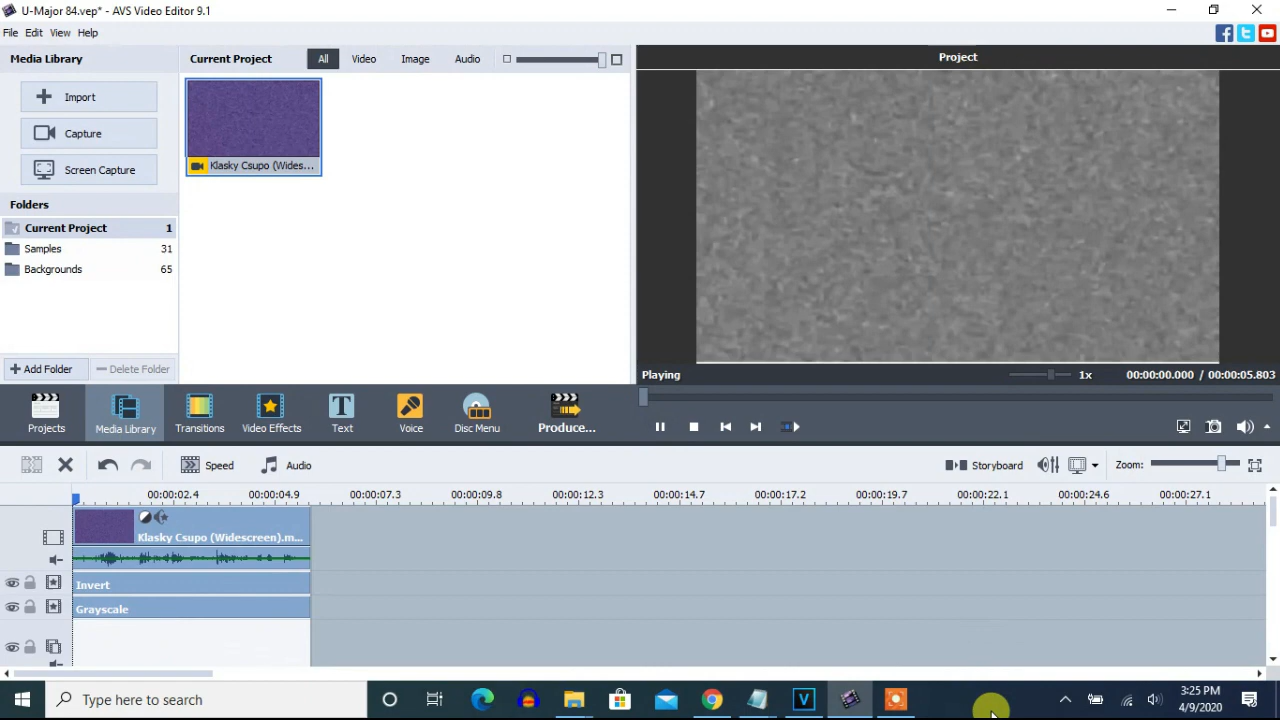 U-Major 84.vep* - AVS Video Editor 9.1
File Edit View Help
Media Library
Current Project All Video Image Audio
Project
Import
Capture
Screen Capture
Klasky Csupo (Wides...
Folders
Current Project 1
Samples 31
Backgrounds 65
Add Folder Delete Folder
Playing 1x 00:00:00.000 / 00:00:05.803
Projects Media Library Transitions Video Effects Text Voice Disc Menu Produce...
Speed Audio Storyboard Zoom:
00:00:02.4 00:00:04.9 00:00:07.3 00:00:09.8 00:00:12.3 00:00:14.7 00:00:17.2 00:00:19.7 00:00:22.1 00:00:24.6 00:00:27.1
Klasky Csupo (Widescreen).m...
Invert
Grayscale
Type here to search
3:25 PM
4/9/2020